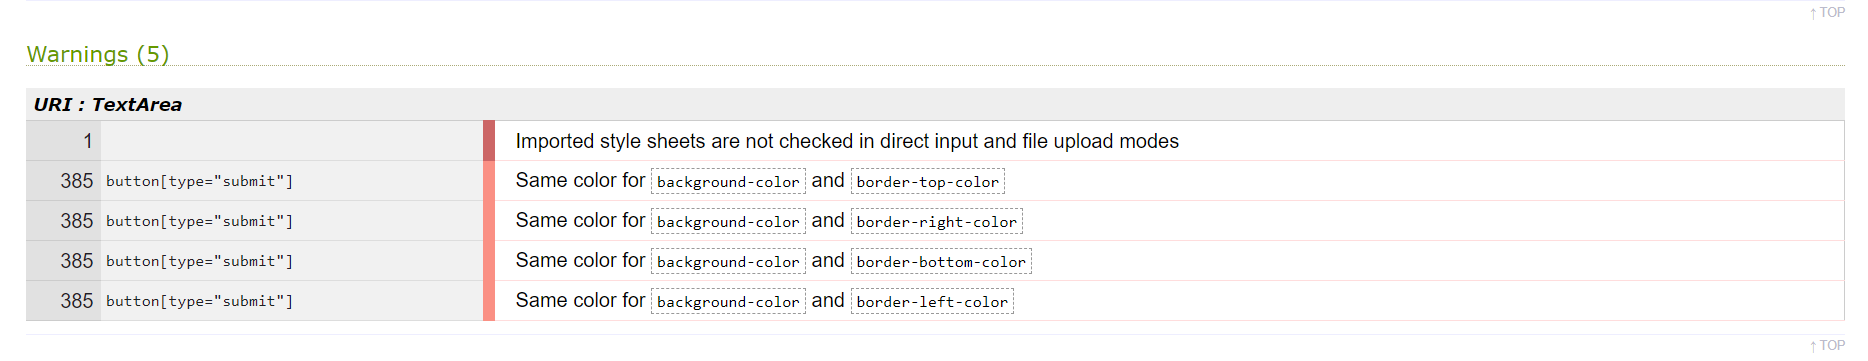 ↑ TOP
Warnings (5)
URI : TextArea
1 Imported style sheets are not checked in direct input and file upload modes
385 button[type="submit"] Same color for background-color and border-top-color
385 button[type="submit"] Same color for background-color and border-right-color
385 button[type="submit"] Same color for background-color and border-bottom-color
385 button[type="submit"] Same color for background-color and border-left-color
↑ TOP